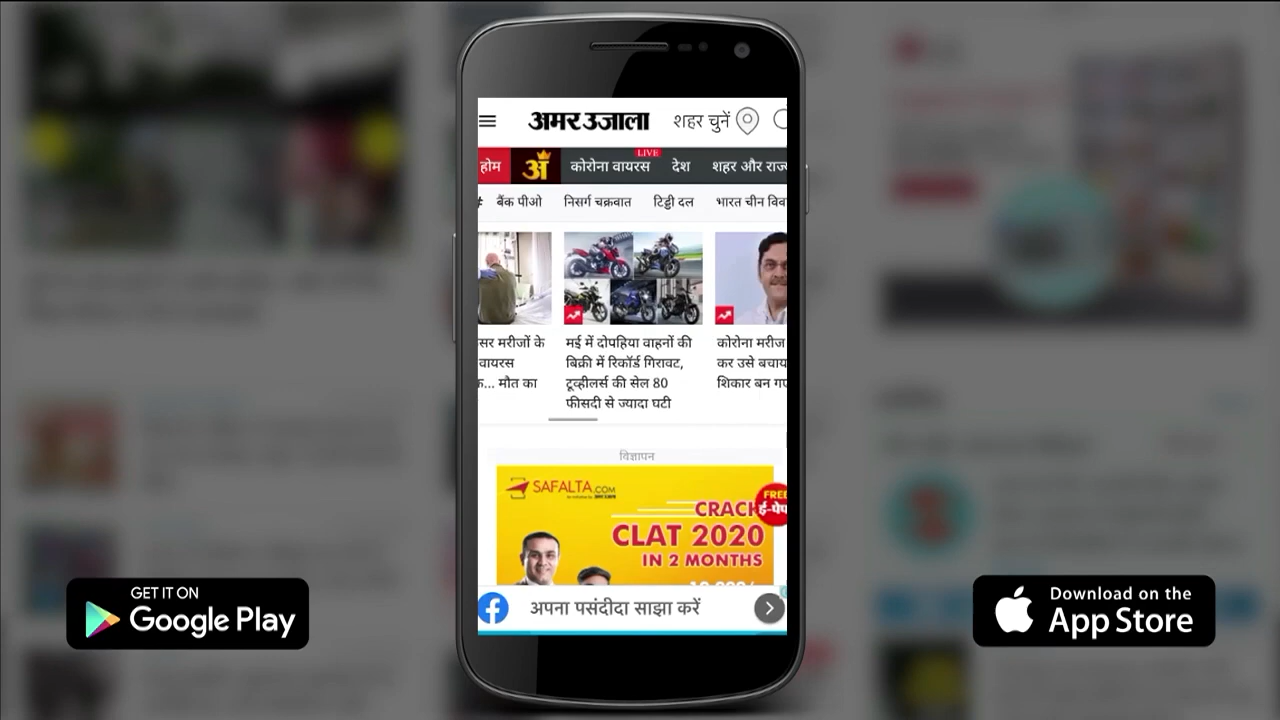 अमर उजाला
शहर चुनें
होम
अ
कोरोना वायरस
LIVE
देश
शहर और राज्
# बैंक पीओ
निसर्ग चक्रवात
टिड्डी दल
भारत चीन विवा
सर मरीजों के
वायरस
क... मौत का
मई में दोपहिया वाहनों की
बिक्री में रिकॉर्ड गिरावट,
टूव्हीलर्स की सेल 80
फीसदी से ज्यादा घटी
कोरोना मरीज
कर उसे बचाय
शिकार बन गए
विज्ञापन
SAFALTA.COM
CRACK
CLAT 2020
IN 2 MONTHS
FREE
ई-पेप
अपना पसंदीदा साझा करें
GET IT ON
Google Play
Download on the
App Store